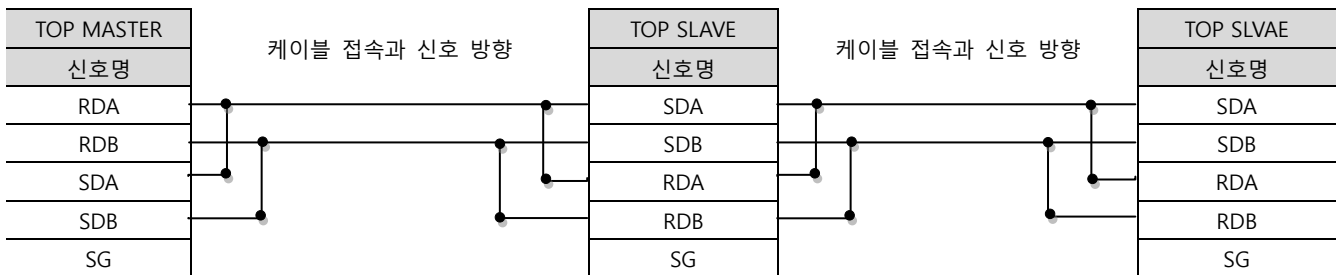 TOP MASTER 케이블 접속과 신호 방향 TOP SLAVE 케이블 접속과 신호 방향 TOP SLVAE
신호명 신호명 신호명
RDA SDA SDA
RDB SDB SDB
SDA RDA RDA
SDB RDB RDB
SG SG SG